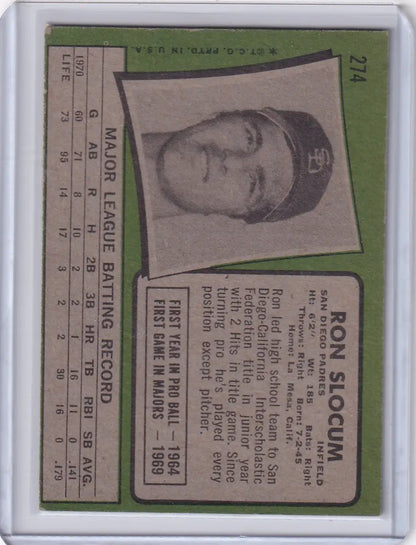 274
RON SLOCUM
SAN DIEGO PADRES INFIELD
Ht: 6'2" Wt: 185 Bats: Right
Throws: Right Born: 7-2-45
Home: La Mesa, Calif.
Ron led high school team to San
Diego-California Interscholastic
Federation title in junior year
with 2 Hits in title game. Since
turning pro he's played every
position except pitcher.
FIRST YEAR IN PRO BALL — 1964
FIRST GAME IN MAJORS — 1969
SD
MAJOR LEAGUE BATTING RECORD
G AB R H 2B 3B HR TB RBI SB AVG.
1970 60 71 8 10 2 2 1 16 11 0 .141
LIFE 73 95 14 17 3 2 2 30 16 0 .179
* ©T.C.G. PRTD. IN U.S.A.